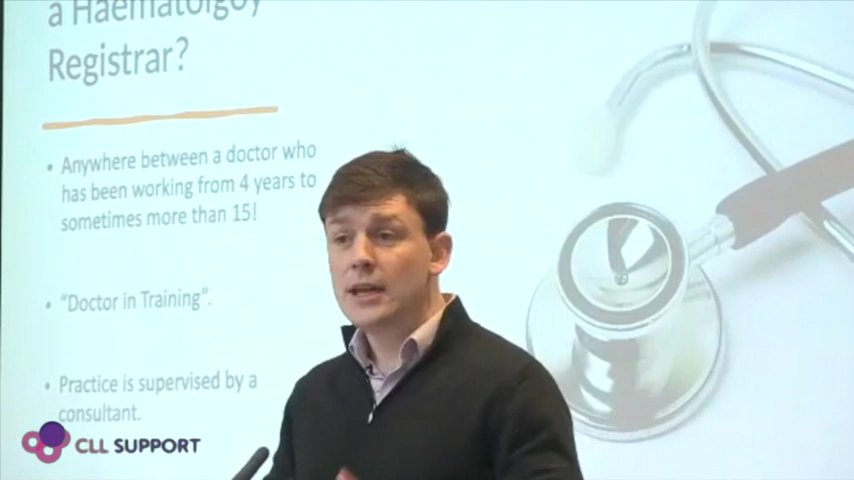 a Haematolgoy
Registrar?
• Anywhere between a doctor who
has been working from 4 years to
sometimes more than 15!
• “Doctor in Training”.
• Practice is supervised by a
consultant.
CLL SUPPORT